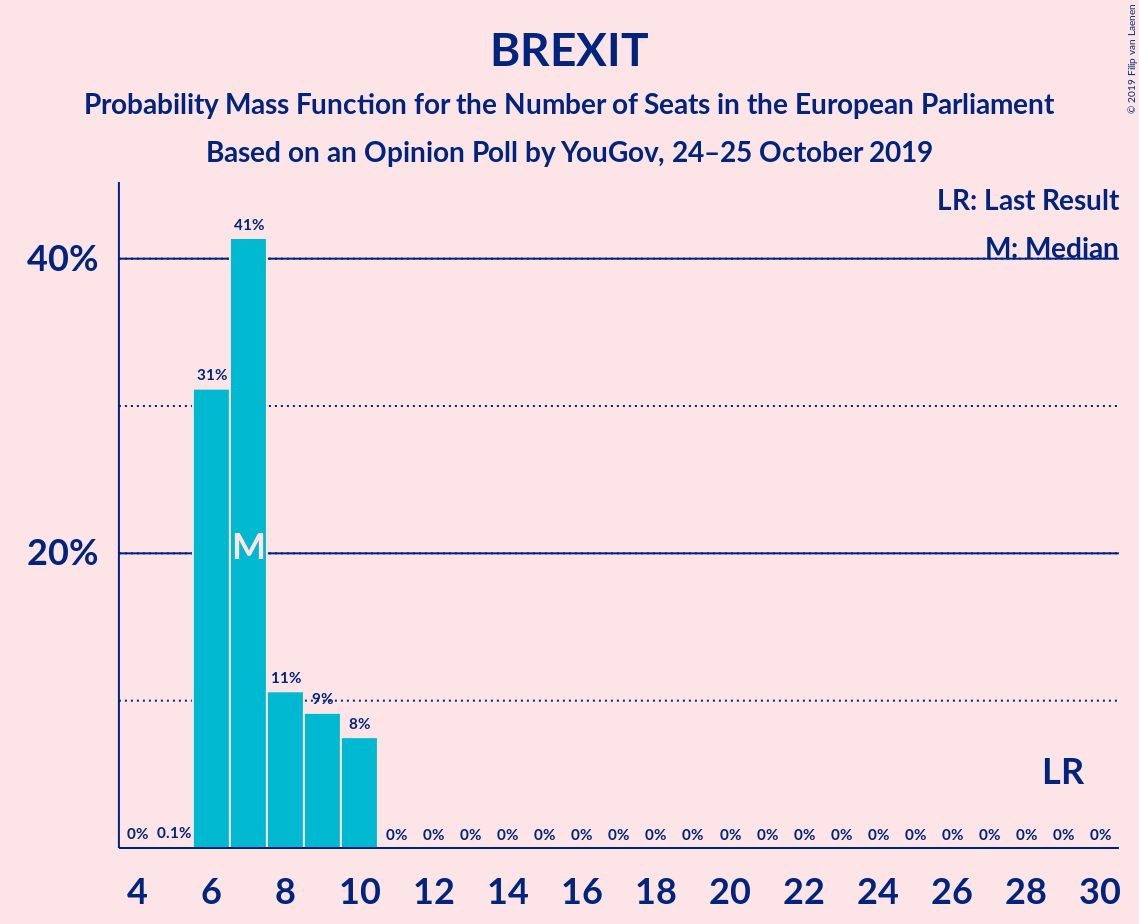 BREXIT
Probability Mass Function for the Number of Seats in the European Parliament
Based on an Opinion Poll by YouGov, 24–25 October 2019
© 2019 Filip van Laenen
LR: Last Result
M: Median
40%
20%
41%
31%
M
11%
9%
8%
LR
0% 0.1% 0% 0% 0% 0% 0% 0% 0% 0% 0% 0% 0% 0% 0% 0% 0% 0% 0% 0% 0% 0%
4 6 8 10 12 14 16 18 20 22 24 26 28 30